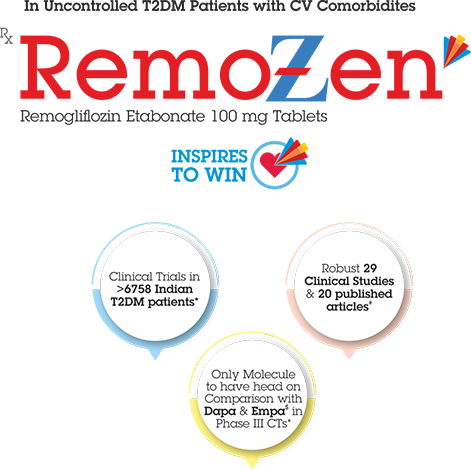 In Uncontrolled T2DM Patients with CV Comorbidites
Rx
RemoZen
Remogliflozin Etabonate 100 mg Tablets
INSPIRES
TO WIN
Clinical Trials in
>6758 Indian
T2DM patients*
Robust 29
Clinical Studies
& 20 published
articles#
Only Molecule
to have head on
Comparison with
Dapa & Empa$ in
Phase III CTs*